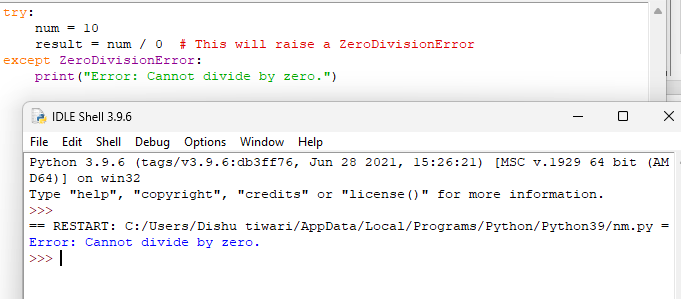 try:
    num = 10
    result = num / 0  # This will raise a ZeroDivisionError
except ZeroDivisionError:
    print("Error: Cannot divide by zero.")
IDLE Shell 3.9.6
File Edit Shell Debug Options Window Help
Python 3.9.6 (tags/v3.9.6:db3ff76, Jun 28 2021, 15:26:21) [MSC v.1929 64 bit (AM
D64)] on win32
Type "help", "copyright", "credits" or "license()" for more information.
>>>
== RESTART: C:/Users/Dishu tiwari/AppData/Local/Programs/Python/Python39/nm.py =
Error: Cannot divide by zero.
>>>